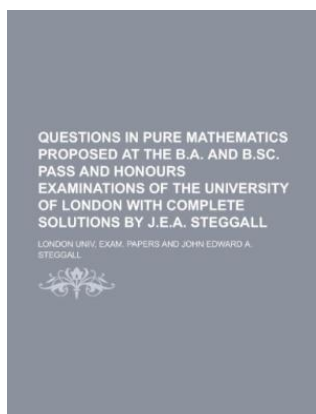 QUESTIONS IN PURE MATHEMATICS
PROPOSED AT THE B.A. AND B.SC.
PASS AND HONOURS
EXAMINATIONS OF THE UNIVERSITY
OF LONDON WITH COMPLETE
SOLUTIONS BY J.E.A. STEGGALL
LONDON UNIV. EXAM. PAPERS AND JOHN EDWARD A.
STEGGALL